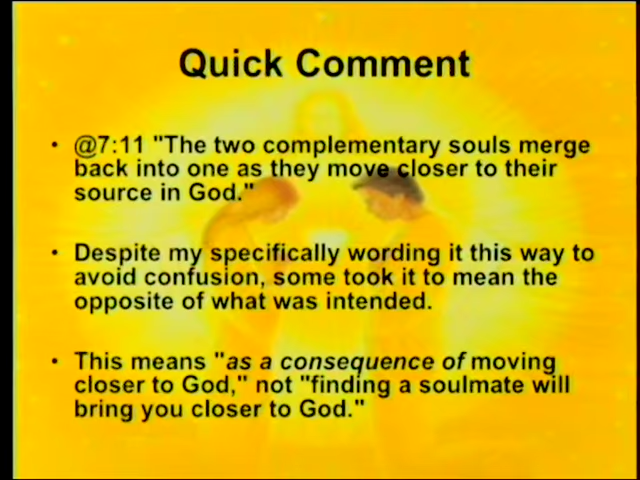 Quick Comment
• @7:11 "The two complementary souls merge
back into one as they move closer to their
source in God."
• Despite my specifically wording it this way to
avoid confusion, some took it to mean the
opposite of what was intended.
• This means "as a consequence of moving
closer to God," not "finding a soulmate will
bring you closer to God."